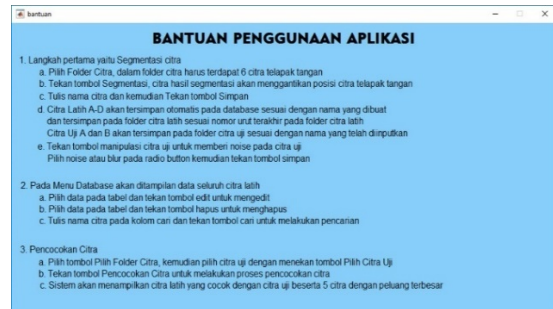 bantuan
BANTUAN PENGGUNAAN APLIKASI
1. Langkah pertama yaitu Segmentasi citra
a. Pilih Folder Citra, dalam folder citra harus terdapat 6 citra telapak tangan
b. Tekan tombol Segmentasi, citra hasil segmentasi akan menggantikan posisi citra telapak tangan
c. Tulis nama citra dan kemudian Tekan tombol Simpan
d. Citra Latih A-D akan tersimpan otomatis pada database sesuai dengan nama yang dibuat
dan tersimpan pada folder citra latih sesuai nomor urut terakhir pada folder citra latih
Citra Uji A dan B akan tersimpan pada folder citra uji sesuai dengan nama yang telah diinputkan
e. Tekan tombol manipulasi citra uji untuk memberi noise pada citra uji
Pilih noise atau blur pada radio button kemudian tekan tombol simpan
2. Pada Menu Database akan ditampilan data seluruh citra latih
a. Pilih data pada tabel dan tekan tombol edit untuk mengedit
b. Pilih data pada tabel dan tekan tombol hapus untuk menghapus
c. Tulis nama citra pada kolom cari dan tekan tombol cari untuk melakukan pencarian
3. Pencocokan Citra
a. Pilh tombol Pilih Folder Citra, kemudian pilih citra uji dengan menekan tombol Pilih Citra Uji
b. Tekan tombol Pencocokan Citra untuk melakukan proses pencocokan citra
c. Sistem akan menampilkan citra latih yang cocok dengan citra uji beserta 5 citra dengan peluang terbesar